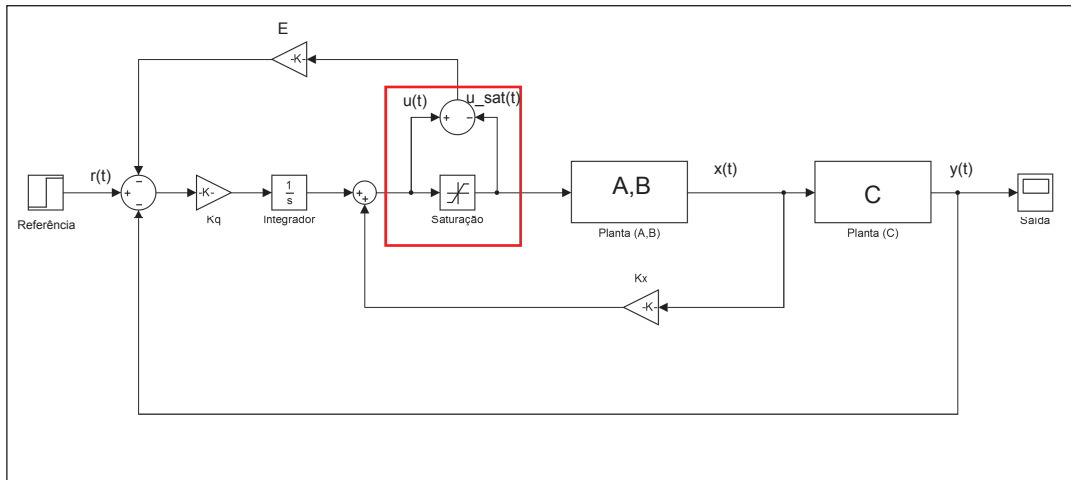 E
-K-
u(t)
u_sat(t)
+
−
r(t)
−
+
−
-K-
1
s
+
+
A,B
x(t)
C
y(t)
Referência
Kq
Integrador
Saturação
Planta (A,B)
Planta (C)
Saída
Kx
-K-